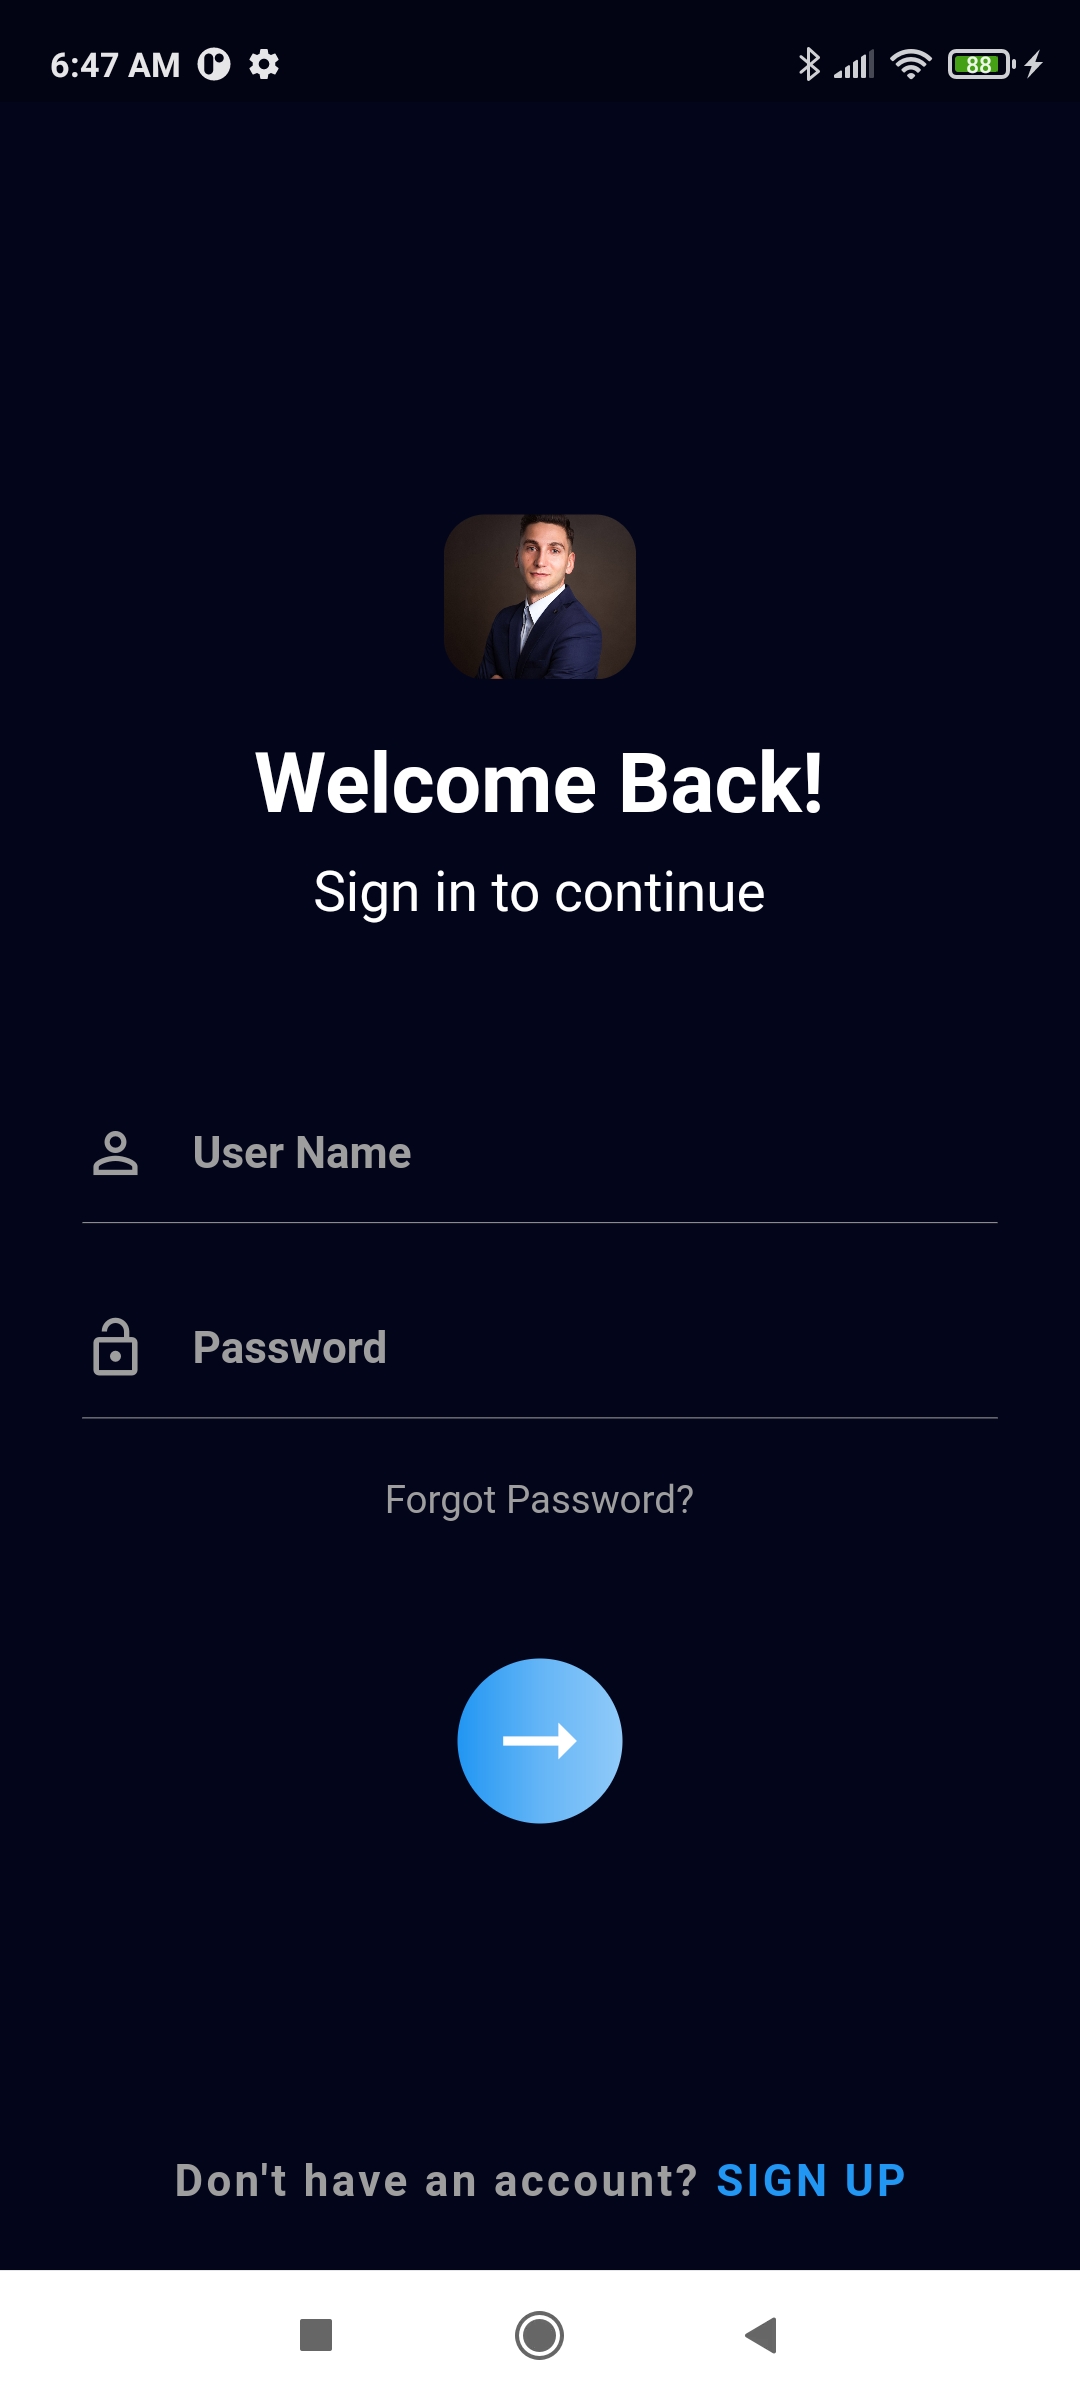 6:47 AM
88
Welcome Back!
Sign in to continue
User Name
Password
Forgot Password?
Don't have an account? SIGN UP